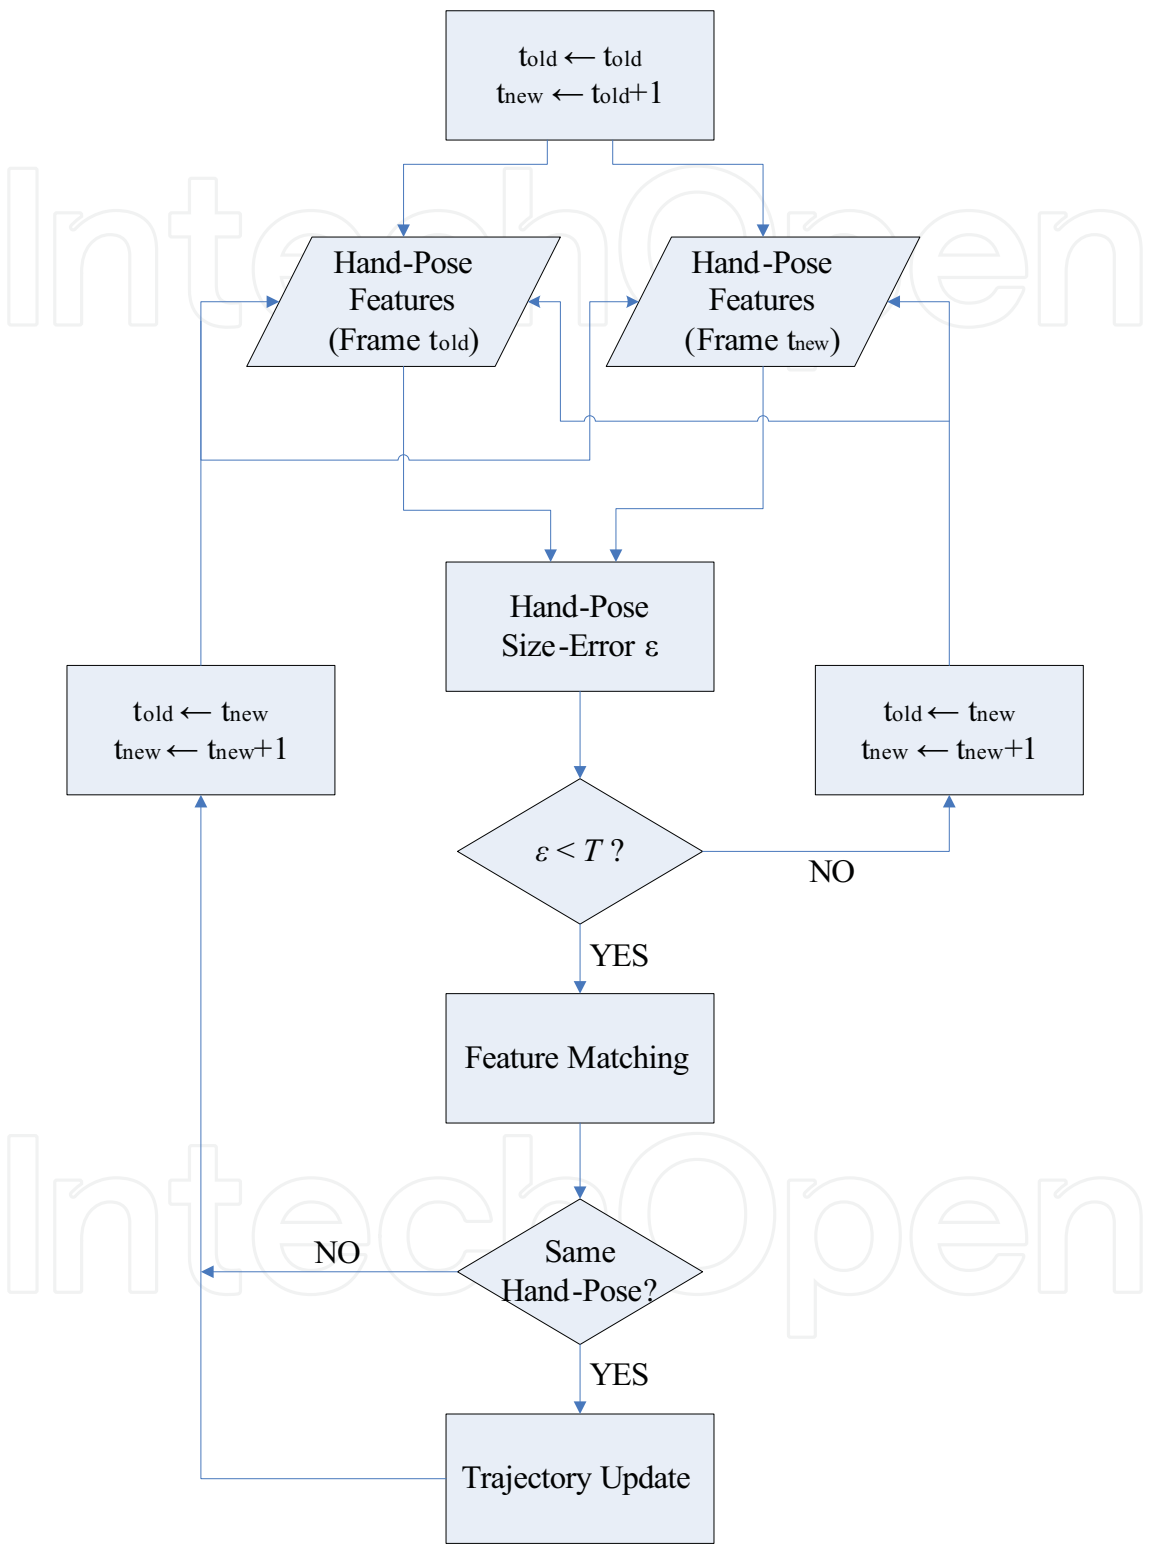 told ← told
tnew ← told+1
IntechOpen
Hand-Pose
Features
(Frame told)
Hand-Pose
Features
(Frame tnew)
Hand-Pose
Size-Error ε
told ← tnew
tnew ← tnew+1
told ← tnew
tnew ← tnew+1
ε < T ?
NO
YES
Feature Matching
IntechOpen
Same
Hand-Pose?
NO
YES
Trajectory Update